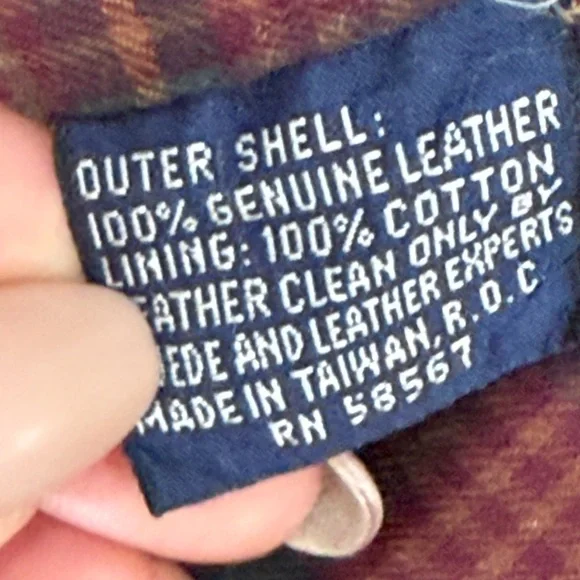 OUTER SHELL:
100% GENUINE LEATHER
LINING: 100% COTTON
EATHER CLEAN ONLY BY
EDE AND LEATHER EXPERTS
MADE IN TAIWAN, R.O.C.
RN 58567